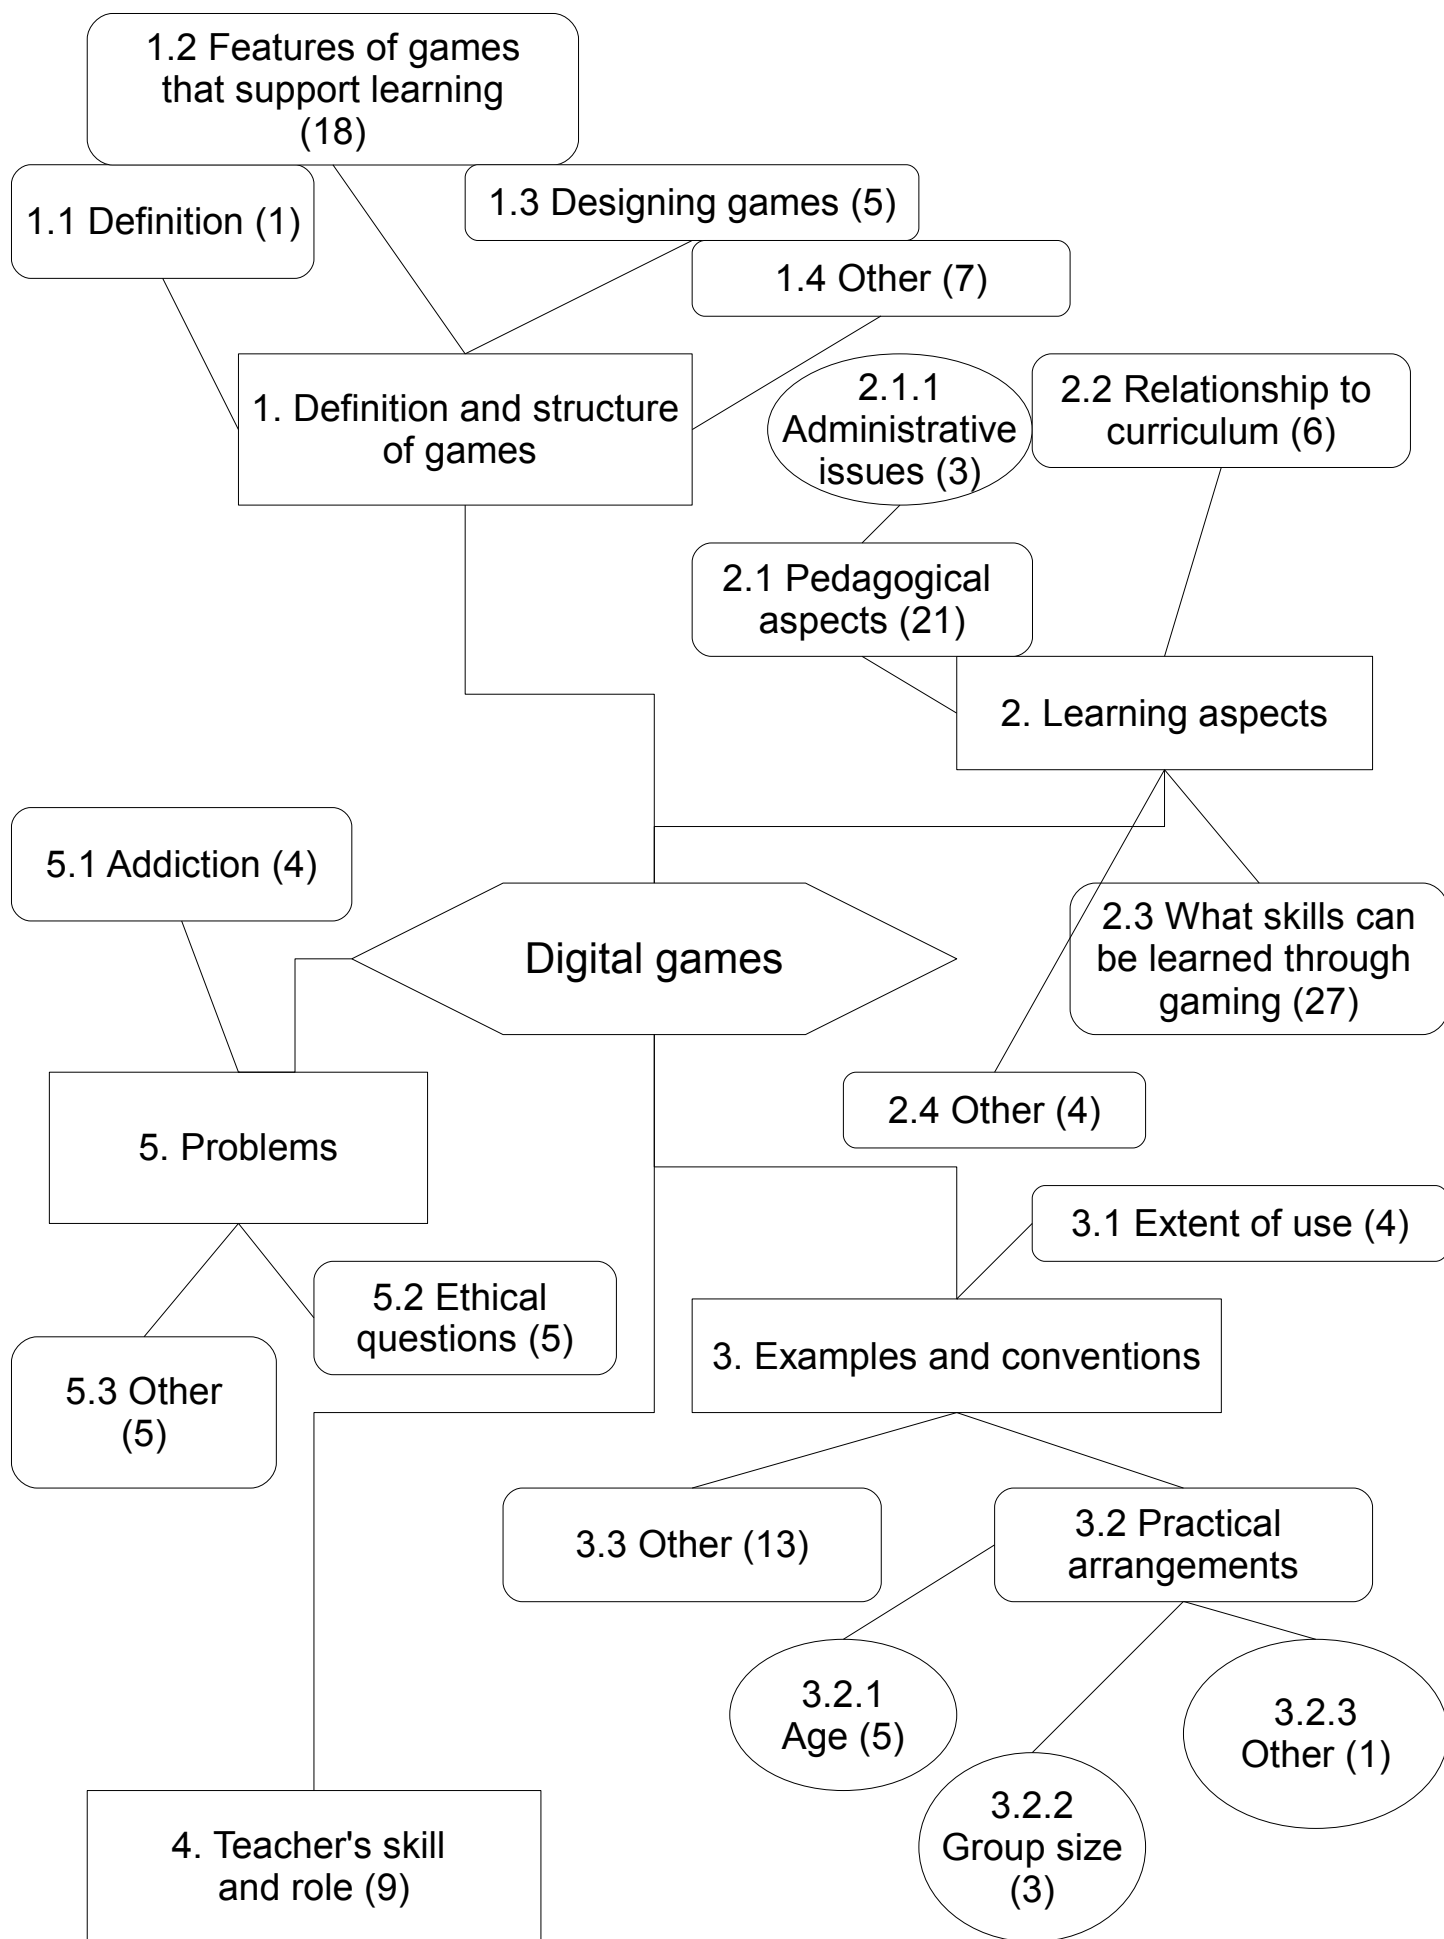 1.2 Features of games
that support learning
(18)
1.1 Definition (1)
1.3 Designing games (5)
1.4 Other (7)
1. Definition and structure
of games
2.1.1
Administrative
issues (3)
2.2 Relationship to
curriculum (6)
2.1 Pedagogical
aspects (21)
2. Learning aspects
5.1 Addiction (4)
Digital games
2.3 What skills can
be learned through
gaming (27)
2.4 Other (4)
5. Problems
3.1 Extent of use (4)
5.2 Ethical
questions (5)
5.3 Other
(5)
3. Examples and conventions
3.3 Other (13)
3.2 Practical
arrangements
3.2.1
Age (5)
3.2.3
Other (1)
3.2.2
Group size
(3)
4. Teacher's skill
and role (9)